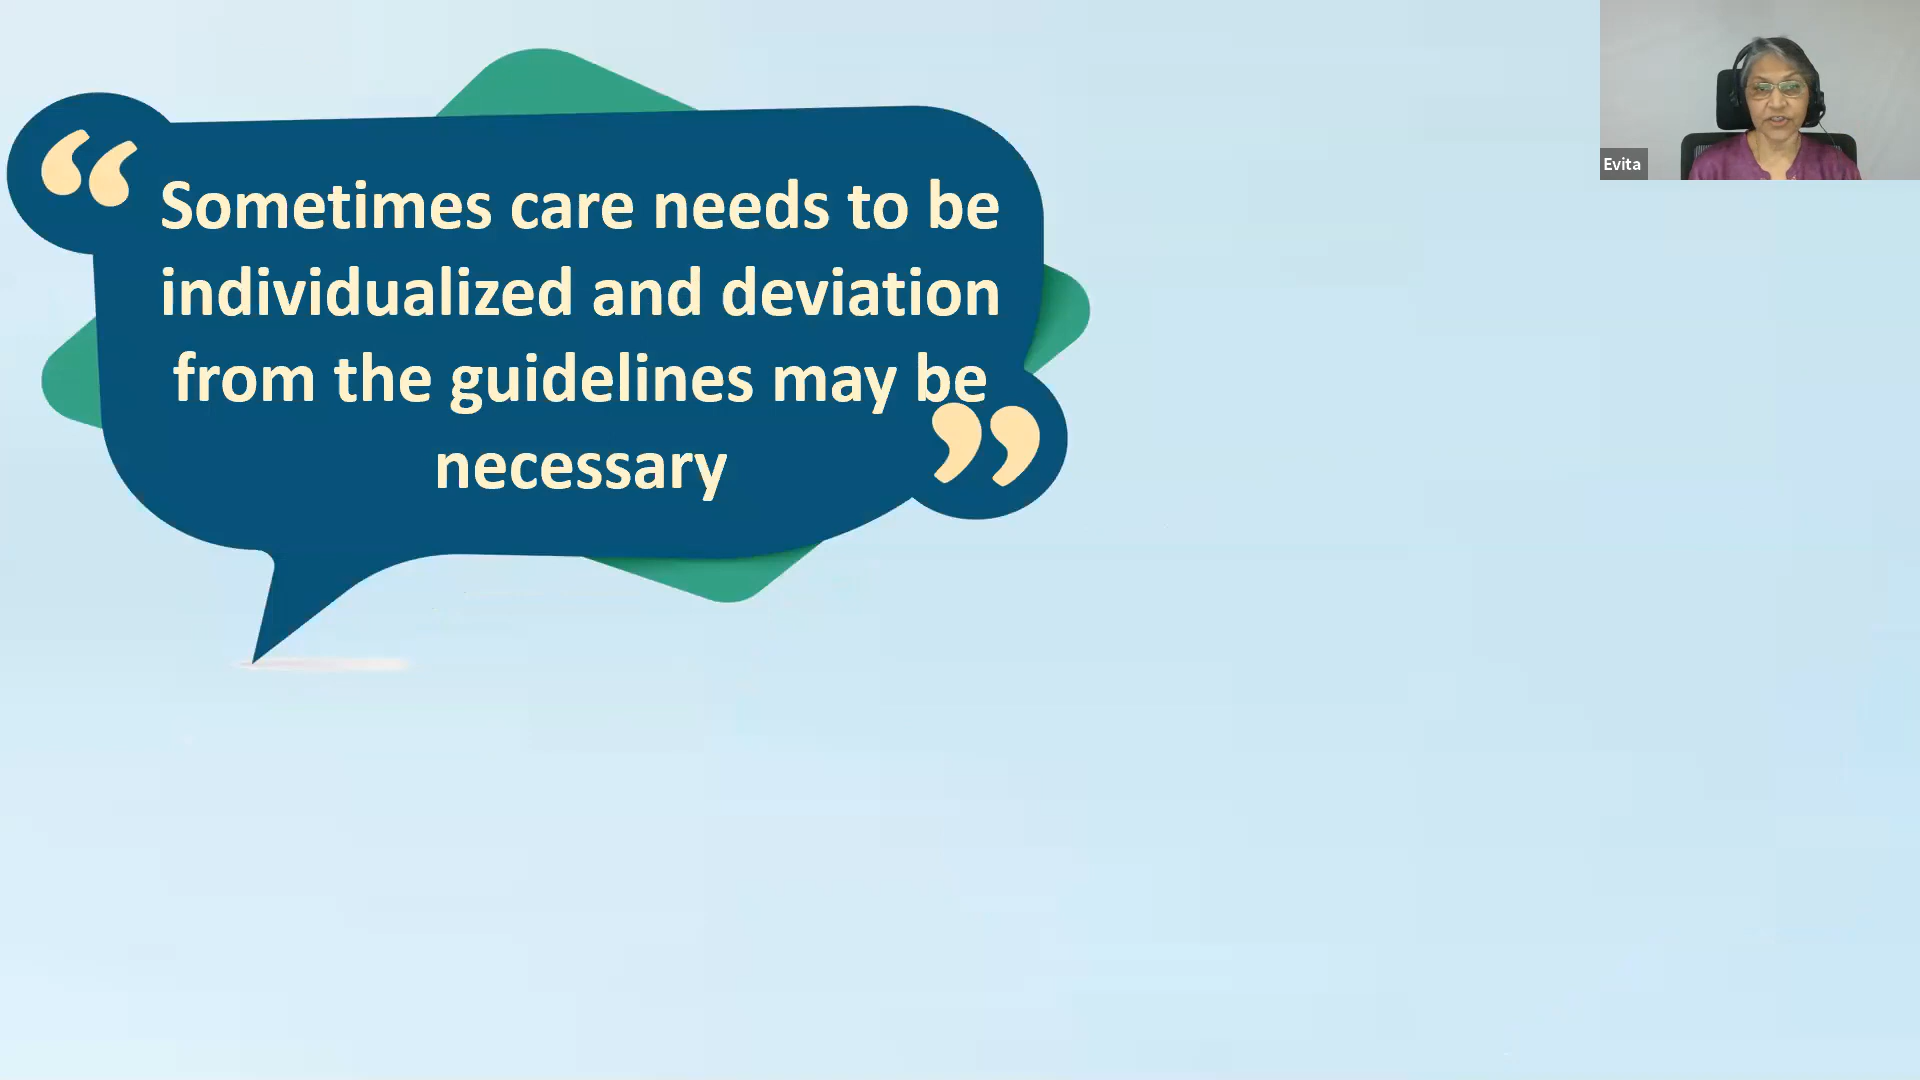 “Sometimes care needs to be
individualized and deviation
from the guidelines may be
necessary”
Evita